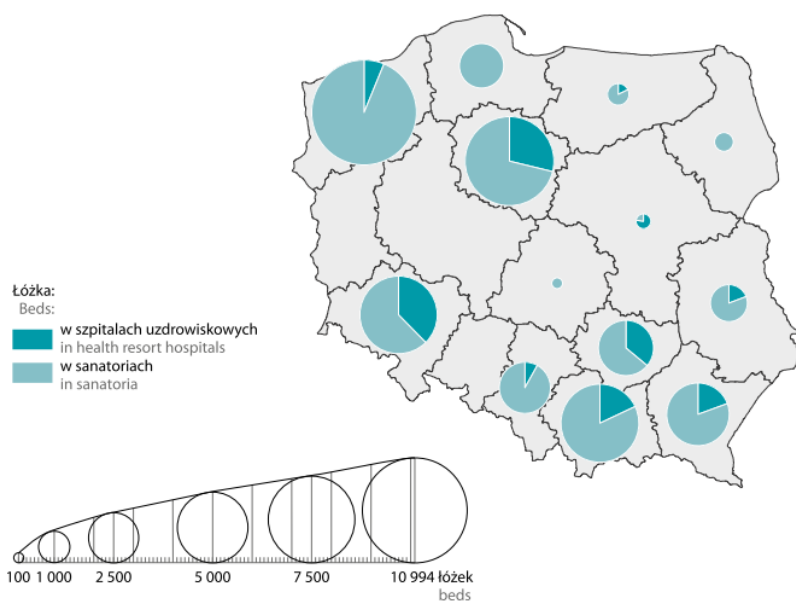 Łóżka:
Beds:
w szpitalach uzdrowiskowych
in health resort hospitals
w sanatoriach
in sanatoria
100 1 000 2 500 5 000 7 500 10 994 łóżek
beds